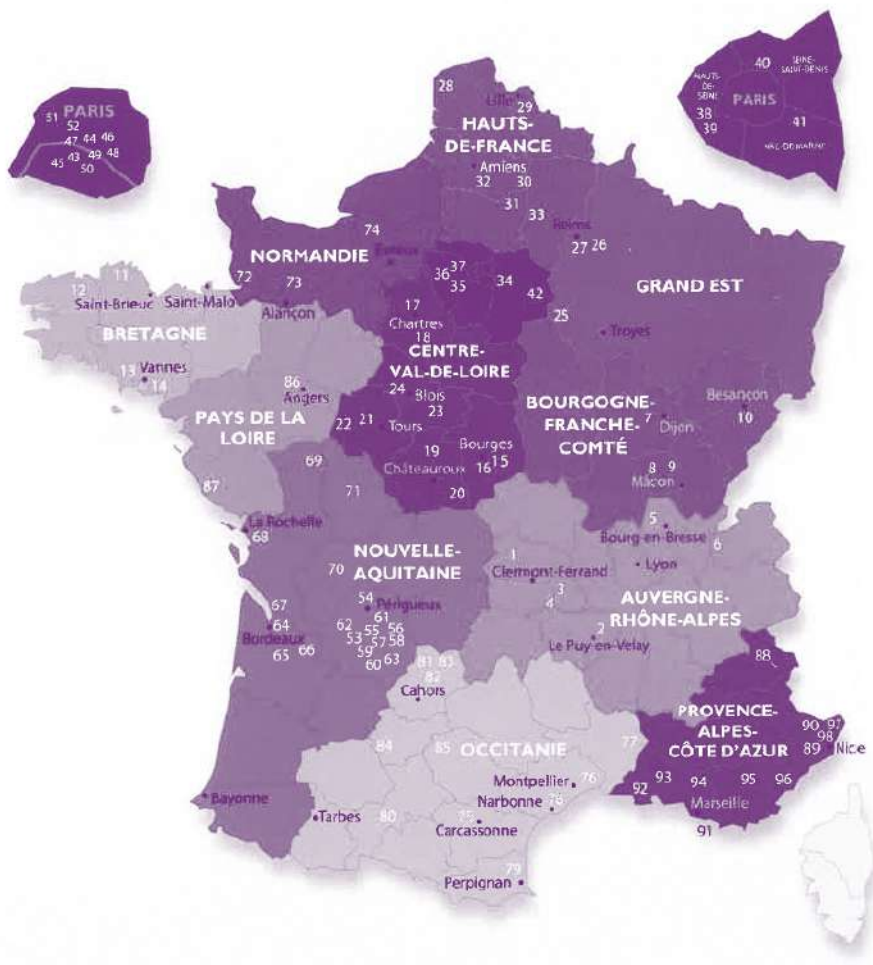 PARIS
51
52
47 44 46
45 43 49 48
50
40
SEINE-
SAINT-DENIS
HAUTS-
DE-
SEINE
PARIS
38
39
41
VAL-DE-MARNE
28
Lille
29
HAUTS-
DE-FRANCE
Amiens
32 30
31
33
74
Reims
27 26
NORMANDIE
Evreux
72
73
Alançon
36 37
35
34
42
GRAND EST
25
Troyes
12
11
Saint-Brieuc
Saint-Malo
BRETAGNE
13
Vannes
14
17
Chartres
18
CENTRE-
VAL-DE-LOIRE
24
Blois
23
22 21
Tours
19
Bourges
16 15
Châteauroux
20
86
Angers
PAYS DE LA
LOIRE
87
BOURGOGNE-
FRANCHE-
COMTÉ
7
Dijon
Besançon
10
8 9
Mâcon
69
71
La Rochelle
68
NOUVELLE-
AQUITAINE
70
54
Périgueux
67
64
Bordeaux
65 66
61
62 55 56
53 57 58
59
60 63
5
Bourg-en-Bresse
6
1
Clermont-Ferrand
Lyon
3
4
AUVERGNE-
RHÔNE-ALPES
2
Le Puy-en-Velay
81 83
82
Cahors
84
85
OCCITANIE
77
Montpellier
76
Narbonne
78
75
Carcassonne
80
Tarbes
Bayonne
79
Perpignan
88
PROVENCE-
ALPES-
CÔTE D'AZUR
90 97
98
89
Nice
92 93 94 95 96
Marseille
91